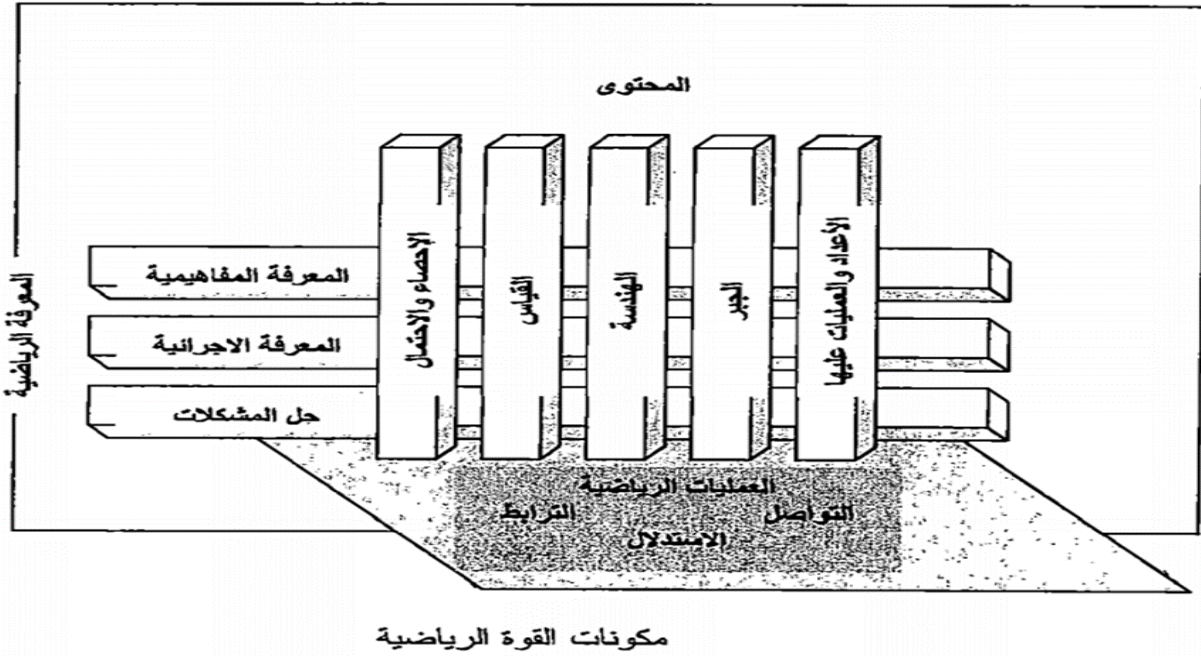 المحتوى
الأعداد والعمليات عليها
الجبر
الهندسة
القياس
الإحصاء والاحتمال
المعرفة الرياضية
المعرفة المفاهيمية
المعرفة الاجرائية
حل المشكلات
العمليات الرياضية
التواصل الترابط
الاستدلال
مكونات القوة الرياضية